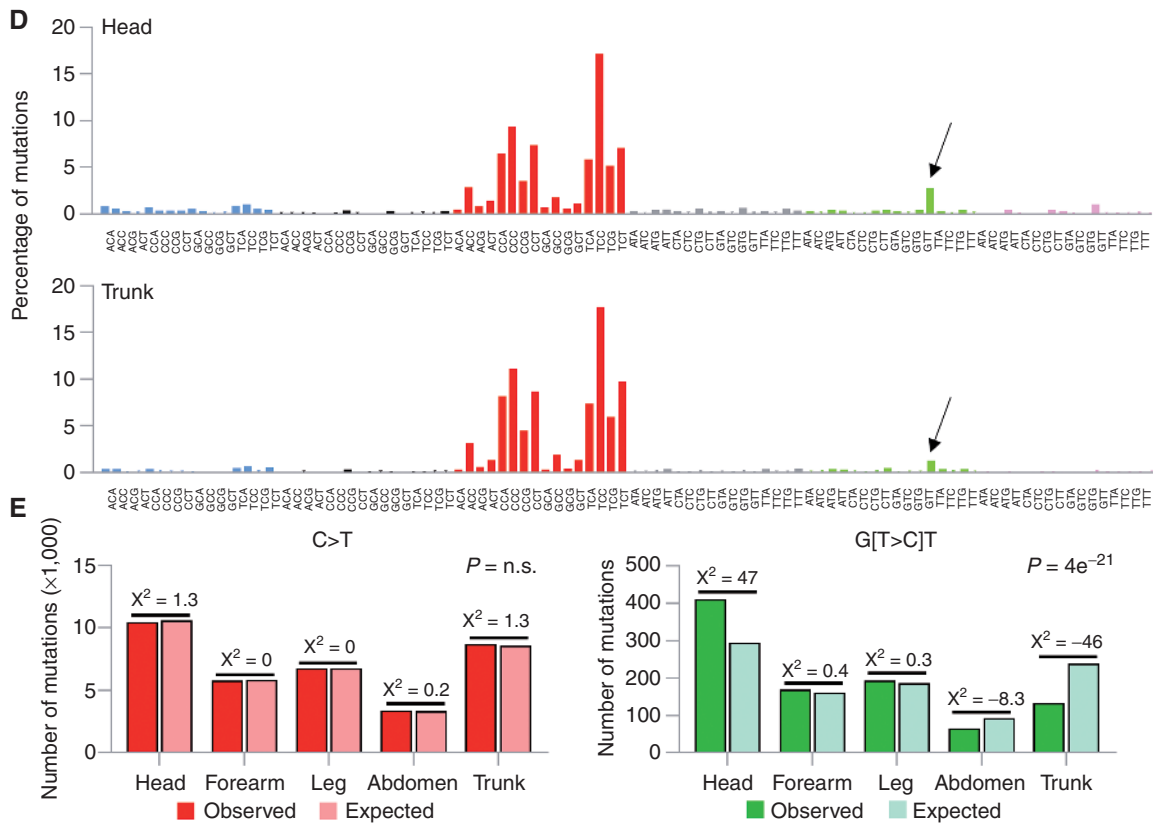 D
Head
Percentage of mutations
20
15
10
5
0
ACA ACC ACG ACT CCA CCC CCG CCT GCA GCC GCG GCT TCA TCC TCG TCT ACA ACC ACG ACT CCA CCC CCG CCT GCA GCC GCG GCT TCA TCC TCG TCT ACA ACC ACG ACT CCA CCC CCG CCT GCA GCC GCG GCT TCA TCC TCG TCT ATA ATC ATG ATT CTA CTC CTG CTT GTA GTC GTG GTT TTA TTC TTG TTT ATA ATC ATG ATT CTA CTC CTG CTT GTA GTC GTG GTT TTA TTC TTG TTT ATA ATC ATG ATT CTA CTC CTG CTT GTA GTC GTG GTT TTA TTC TTG TTT
Trunk
20
15
10
5
0
ACA ACC ACG ACT CCA CCC CCG CCT GCA GCC GCG GCT TCA TCC TCG TCT ACA ACC ACG ACT CCA CCC CCG CCT GCA GCC GCG GCT TCA TCC TCG TCT ACA ACC ACG ACT CCA CCC CCG CCT GCA GCC GCG GCT TCA TCC TCG TCT ATA ATC ATG ATT CTA CTC CTG CTT GTA GTC GTG GTT TTA TTC TTG TTT ATA ATC ATG ATT CTA CTC CTG CTT GTA GTC GTG GTT TTA TTC TTG TTT ATA ATC ATG ATT CTA CTC CTG CTT GTA GTC GTG GTT TTA TTC TTG TTT
E
C>T
Number of mutations (×1,000)
15
10
5
0
P = n.s.
X² = 1.3
X² = 0
X² = 0
X² = 0.2
X² = 1.3
Head Forearm Leg Abdomen Trunk
Observed Expected
G[T>C]T
Number of mutations
500
400
300
200
100
0
P = 4e⁻²¹
X² = 47
X² = 0.4
X² = 0.3
X² = –8.3
X² = –46
Head Forearm Leg Abdomen Trunk
Observed Expected